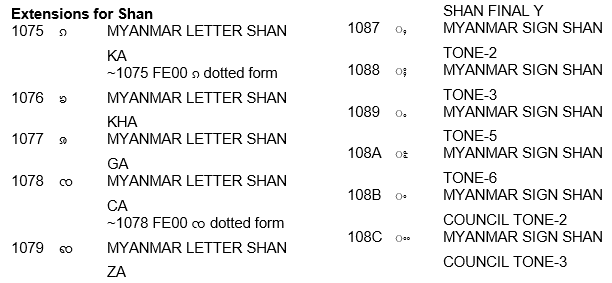 Extensions for Shan
1075 ၵ MYANMAR LETTER SHAN
KA
~1075 FE00 ၵ dotted form
1076 ၶ MYANMAR LETTER SHAN
KHA
1077 ၷ MYANMAR LETTER SHAN
GA
1078 ၸ MYANMAR LETTER SHAN
CA
~1078 FE00 ၸ dotted form
1079 ၹ MYANMAR LETTER SHAN
ZA
SHAN FINAL Y
1087 ◌ႇ MYANMAR SIGN SHAN
TONE-2
1088 ◌ႈ MYANMAR SIGN SHAN
TONE-3
1089 ◌ႉ MYANMAR SIGN SHAN
TONE-5
108A ◌ႊ MYANMAR SIGN SHAN
TONE-6
108B ◌ႋ MYANMAR SIGN SHAN
COUNCIL TONE-2
108C ◌ႌ MYANMAR SIGN SHAN
COUNCIL TONE-3